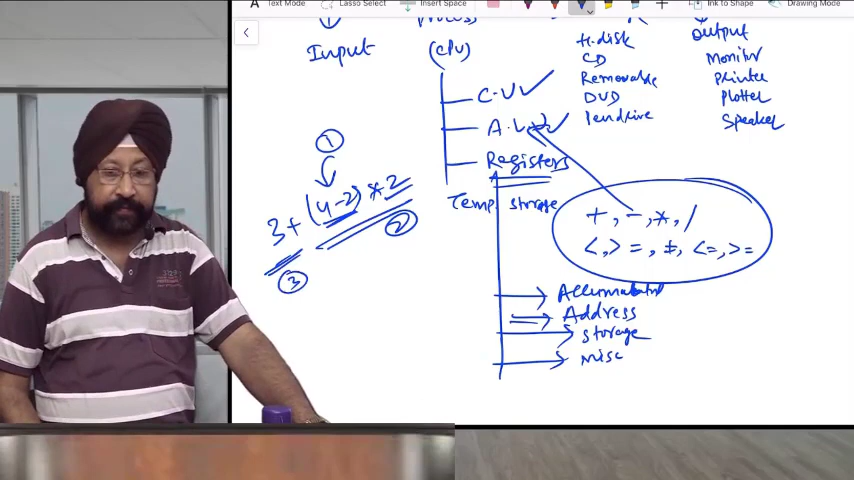 Text Mode Lasso Select Insert Space Ink to Shape Drawing Mode
①
Input
(CPU)
C.U
A.L
Registers
Temp. storage
H.disk
CD
Removable
DVD
Pendrive
Output
Monitor
Printer
Plotter
Speaker
①
3+(4-2)*2
②
③
+, -, *, /
<, > =, ≠, <=, >=
Accumulator
Address
Storage
Misc